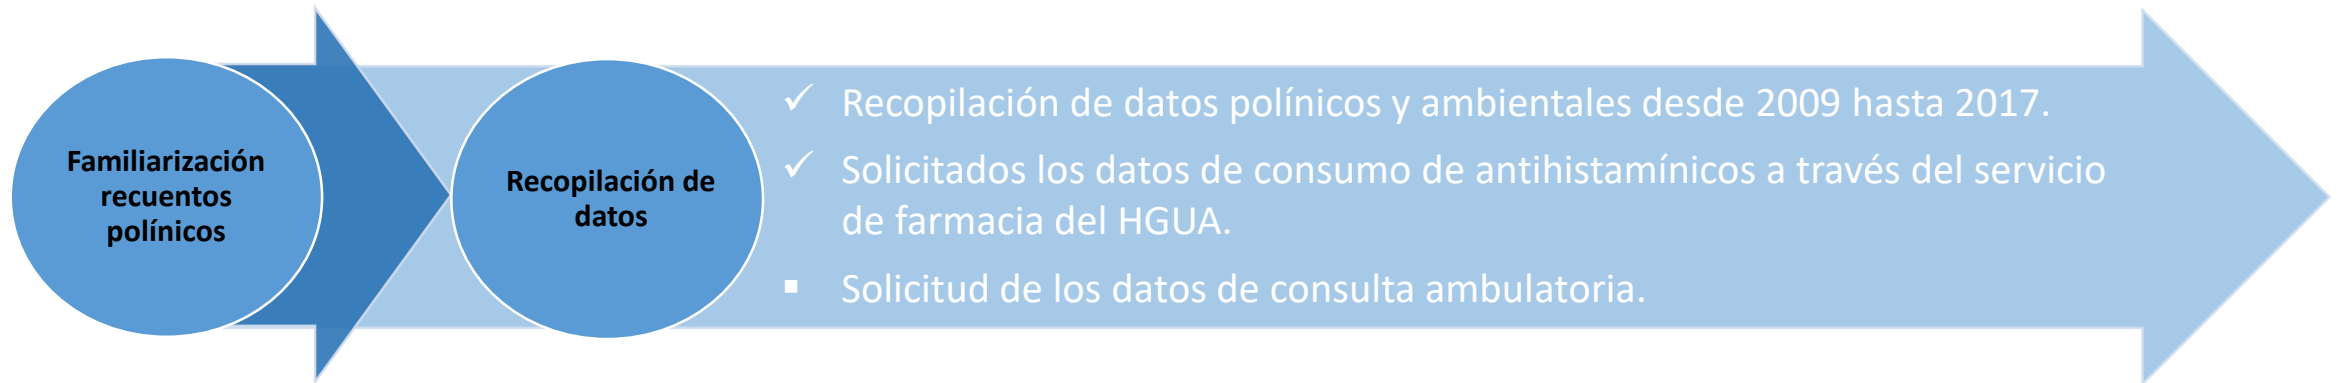 Familiarización
recuentos
polínicos
Recopilación de
datos
✓ Recopilación de datos polínicos y ambientales desde 2009 hasta 2017.
✓ Solicitados los datos de consumo de antihistamínicos a través del servicio
de farmacia del HGUA.
▪ Solicitud de los datos de consulta ambulatoria.